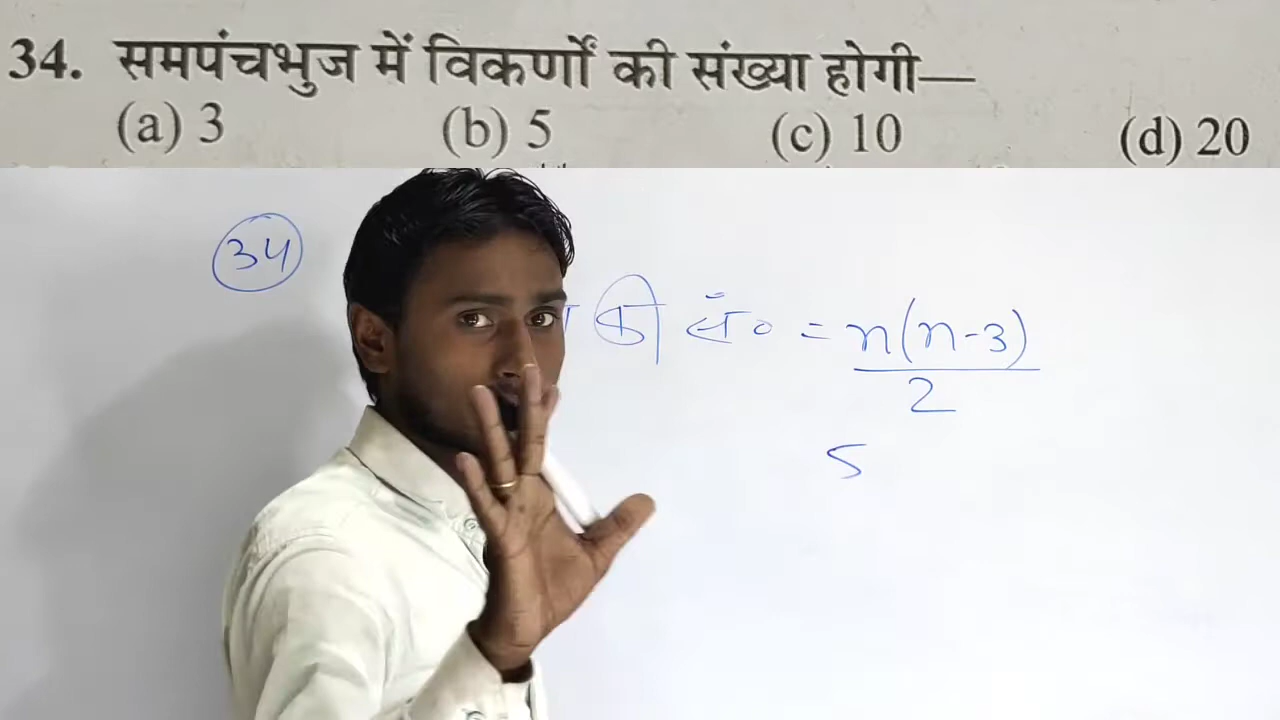 34. समपंचभुज में विकर्णों की संख्या होगी—
(a) 3 (b) 5 (c) 10 (d) 20
34
की सं० = n(n-3)
2
5